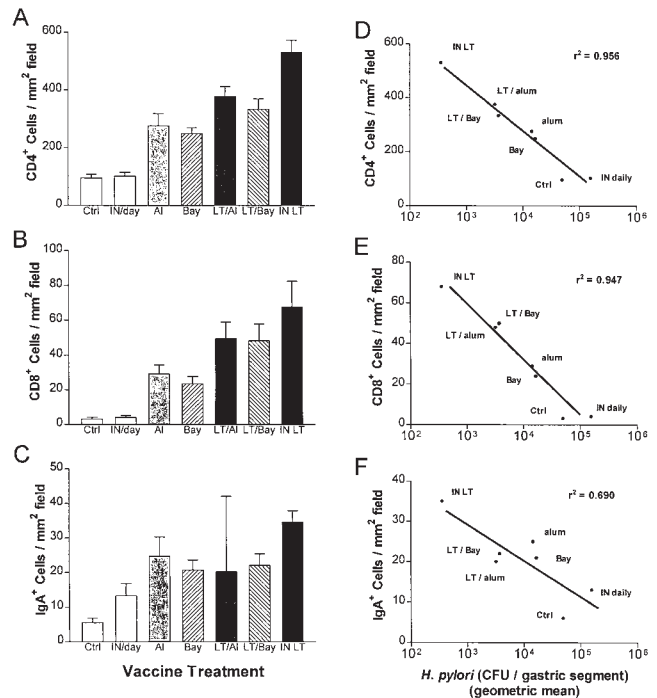 A
CD4+ Cells / mm2 field
600
400
200
0
Ctrl IN/day Al Bay LT/Al LT/Bay IN LT
B
CD8+ Cells / mm2 field
100
80
60
40
20
0
Ctrl IN/day Al Bay LT/Al LT/Bay IN LT
C
IgA+ Cells / mm2 field
50
40
30
20
10
0
Ctrl IN/day Al Bay LT/Al LT/Bay IN LT
Vaccine Treatment
D
CD4+ Cells / mm2 field
600
400
200
0
IN LT
r2 = 0.956
LT / alum
LT / Bay
alum
Bay
Ctrl
IN daily
102 103 104 105 106
E
CD8+ Cells / mm2 field
80
60
40
20
0
IN LT
r2 = 0.947
LT / Bay
LT / alum
alum
Bay
Ctrl
IN daily
102 103 104 105 106
F
IgA+ Cells / mm2 field
40
30
20
10
0
IN LT
r2 = 0.690
alum
LT / Bay
Bay
LT / alum
IN daily
Ctrl
102 103 104 105 106
H. pylori (CFU / gastric segment)
(geometric mean)